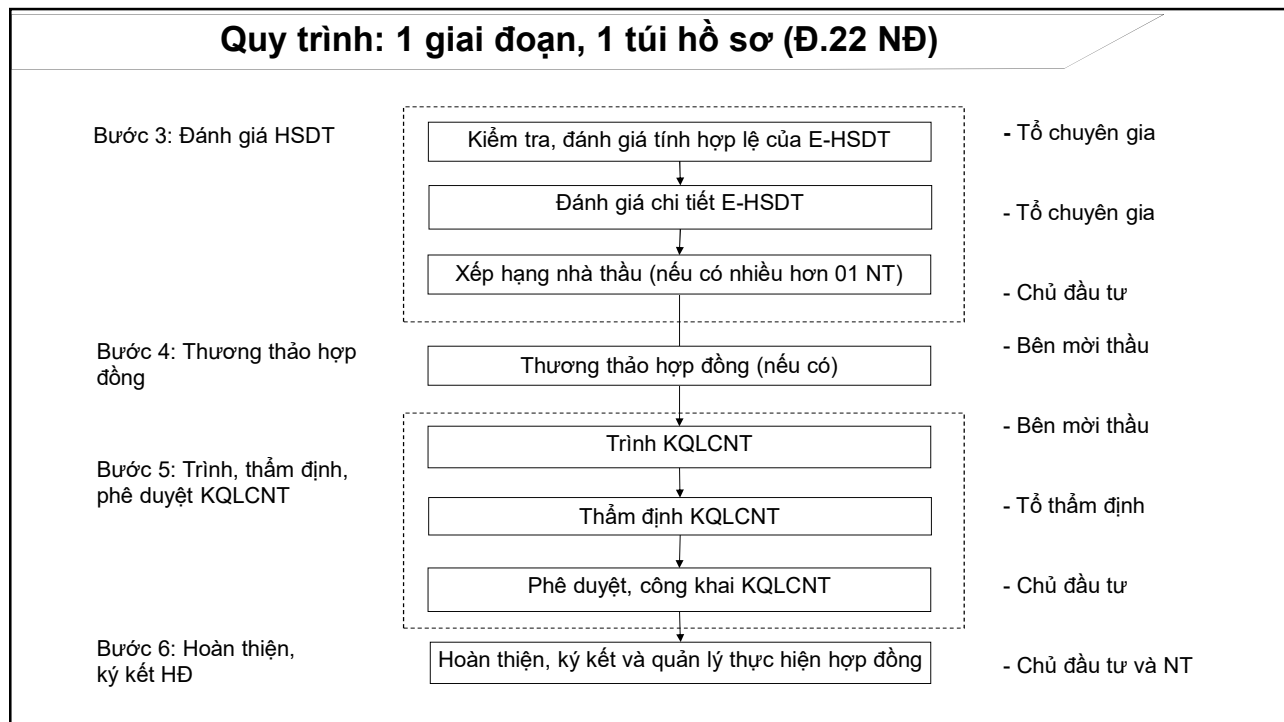 Quy trình: 1 giai đoạn, 1 túi hồ sơ (Đ.22 NĐ)
Bước 3: Đánh giá HSDT
Kiểm tra, đánh giá tính hợp lệ của E-HSDT
- Tổ chuyên gia
Đánh giá chi tiết E-HSDT
- Tổ chuyên gia
Xếp hạng nhà thầu (nếu có nhiều hơn 01 NT)
- Chủ đầu tư
Bước 4: Thương thảo hợp
đồng
Thương thảo hợp đồng (nếu có)
- Bên mời thầu
Bước 5: Trình, thẩm định,
phê duyệt KQLCNT
Trình KQLCNT
- Bên mời thầu
Thẩm định KQLCNT
- Tổ thẩm định
Phê duyệt, công khai KQLCNT
- Chủ đầu tư
Bước 6: Hoàn thiện,
ký kết HĐ
Hoàn thiện, ký kết và quản lý thực hiện hợp đồng
- Chủ đầu tư và NT